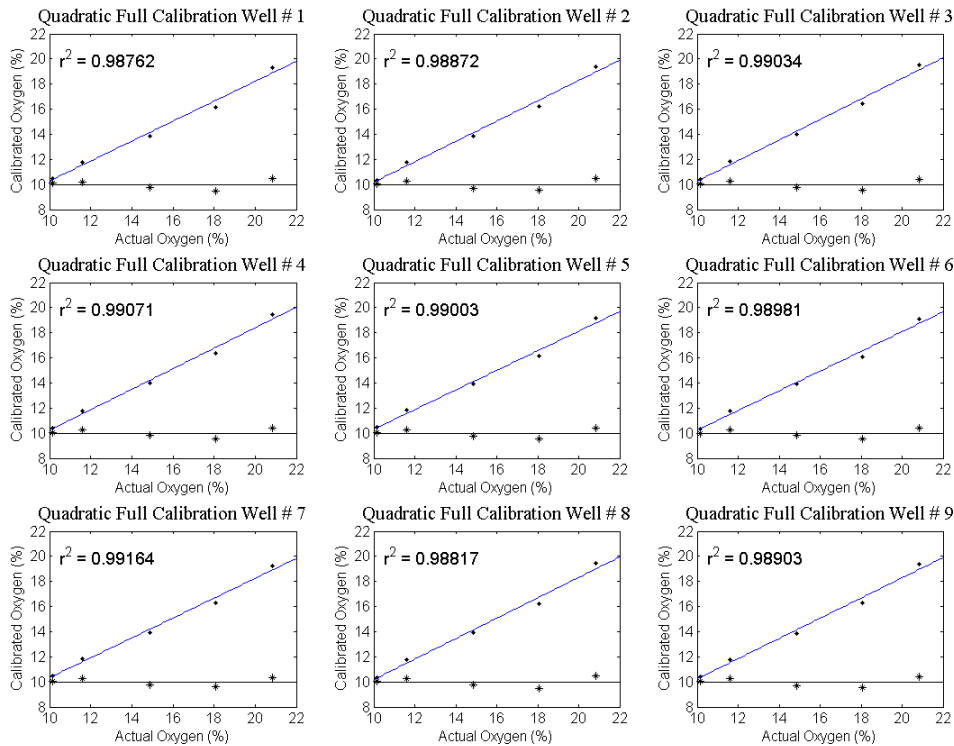 Quadratic Full Calibration Well # 1
22
20
18
16
14
12
10
8
r² = 0.98762
Calibrated Oxygen (%)
10 12 14 16 18 20 22
Actual Oxygen (%)
Quadratic Full Calibration Well # 2
22
20
18
16
14
12
10
8
r² = 0.98872
Calibrated Oxygen (%)
10 12 14 16 18 20 22
Actual Oxygen (%)
Quadratic Full Calibration Well # 3
22
20
18
16
14
12
10
8
r² = 0.99034
Calibrated Oxygen (%)
10 12 14 16 18 20 22
Actual Oxygen (%)
Quadratic Full Calibration Well # 4
22
20
18
16
14
12
10
8
r² = 0.99071
Calibrated Oxygen (%)
10 12 14 16 18 20 22
Actual Oxygen (%)
Quadratic Full Calibration Well # 5
22
20
18
16
14
12
10
8
r² = 0.99003
Calibrated Oxygen (%)
10 12 14 16 18 20 22
Actual Oxygen (%)
Quadratic Full Calibration Well # 6
22
20
18
16
14
12
10
8
r² = 0.98981
Calibrated Oxygen (%)
10 12 14 16 18 20 22
Actual Oxygen (%)
Quadratic Full Calibration Well # 7
22
20
18
16
14
12
10
8
r² = 0.99164
Calibrated Oxygen (%)
10 12 14 16 18 20 22
Actual Oxygen (%)
Quadratic Full Calibration Well # 8
22
20
18
16
14
12
10
8
r² = 0.98817
Calibrated Oxygen (%)
10 12 14 16 18 20 22
Actual Oxygen (%)
Quadratic Full Calibration Well # 9
22
20
18
16
14
12
10
8
r² = 0.98903
Calibrated Oxygen (%)
10 12 14 16 18 20 22
Actual Oxygen (%)